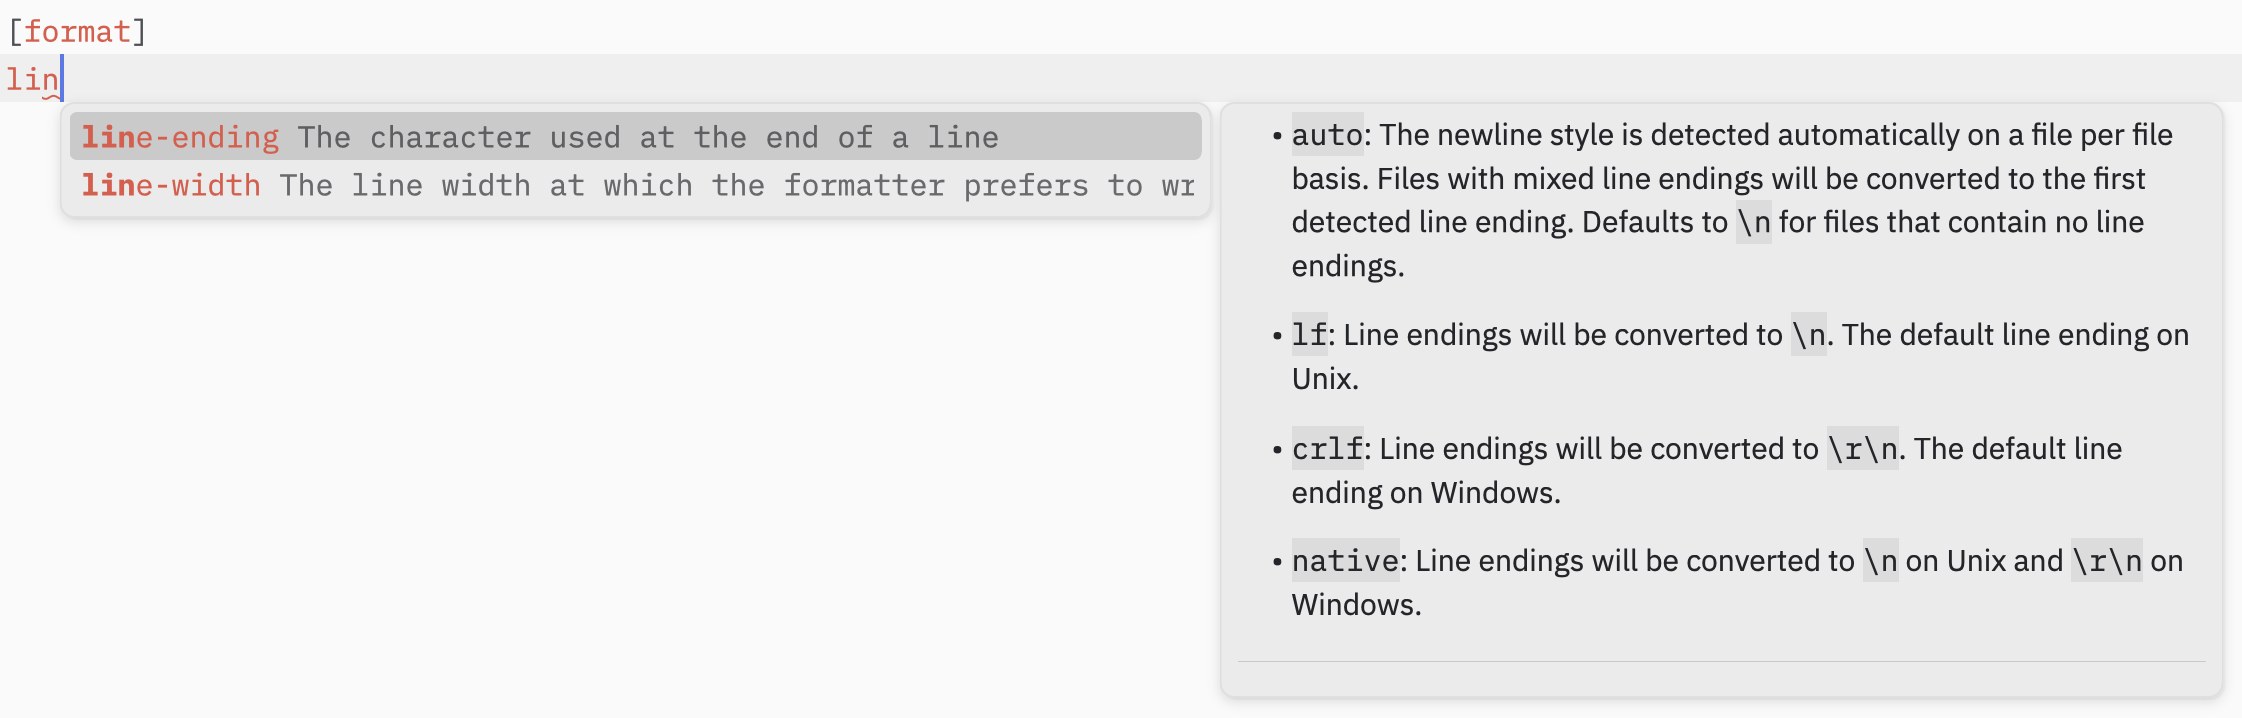 [format]
lin
line-ending The character used at the end of a line
line-width The line width at which the formatter prefers to wr
• auto: The newline style is detected automatically on a file per file
basis. Files with mixed line endings will be converted to the first
detected line ending. Defaults to \n for files that contain no line
endings.
• lf: Line endings will be converted to \n. The default line ending on
Unix.
• crlf: Line endings will be converted to \r\n. The default line
ending on Windows.
• native: Line endings will be converted to \n on Unix and \r\n on
Windows.